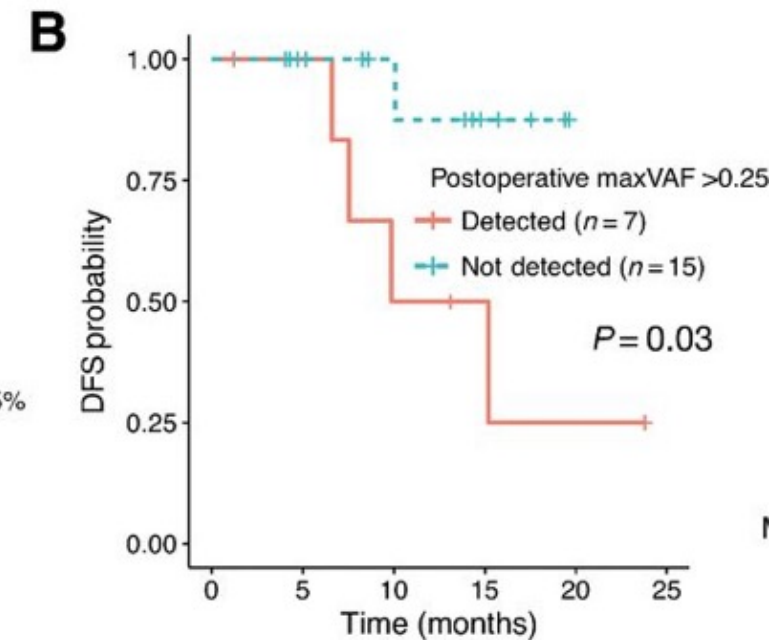 B
1.00
0.75
0.50
0.25
0.00
DFS probability
Postoperative maxVAF >0.25
Detected (n = 7)
Not detected (n = 15)
P = 0.03
%
0 5 10 15 20 25
Time (months)